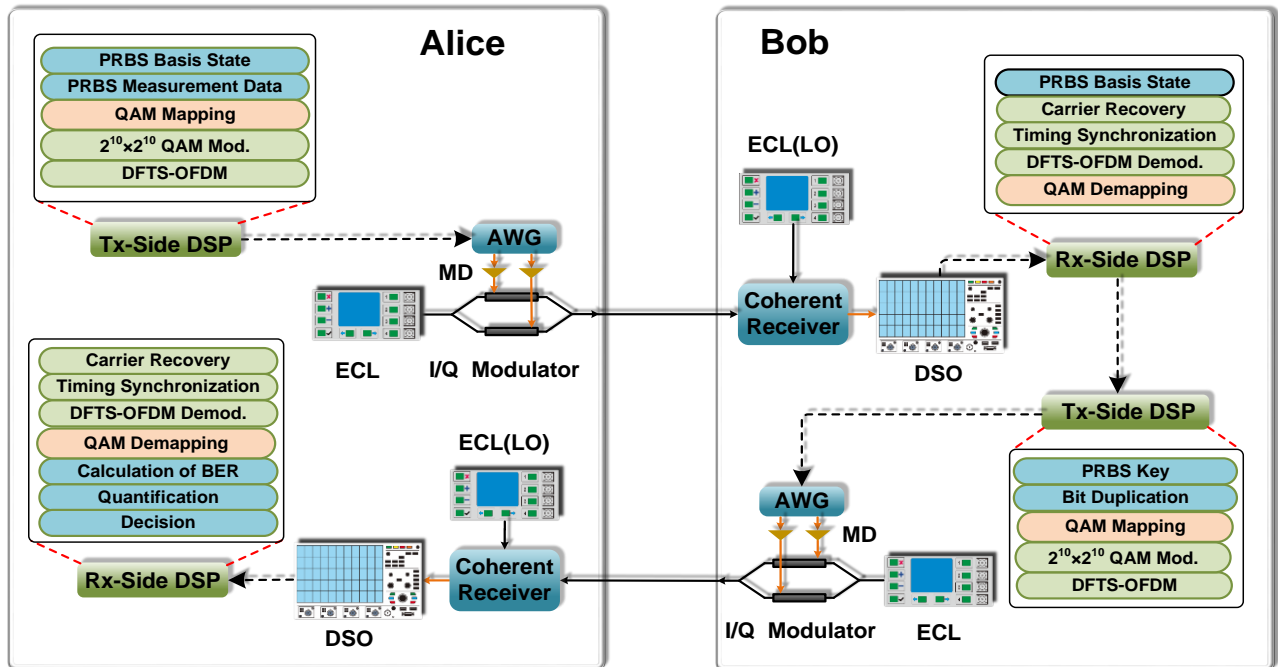 Alice
PRBS Basis State
PRBS Measurement Data
QAM Mapping
2¹⁰×2¹⁰ QAM Mod.
DFTS-OFDM
Tx-Side DSP
AWG
MD
ECL
I/Q Modulator
Carrier Recovery
Timing Synchronization
DFTS-OFDM Demod.
QAM Demapping
Calculation of BER
Quantification
Decision
Rx-Side DSP
ECL(LO)
Coherent
Receiver
DSO
Bob
PRBS Basis State
Carrier Recovery
Timing Synchronization
DFTS-OFDM Demod.
QAM Demapping
ECL(LO)
Coherent
Receiver
DSO
Rx-Side DSP
Tx-Side DSP
PRBS Key
Bit Duplication
QAM Mapping
2¹⁰×2¹⁰ QAM Mod.
DFTS-OFDM
AWG
MD
I/Q Modulator
ECL